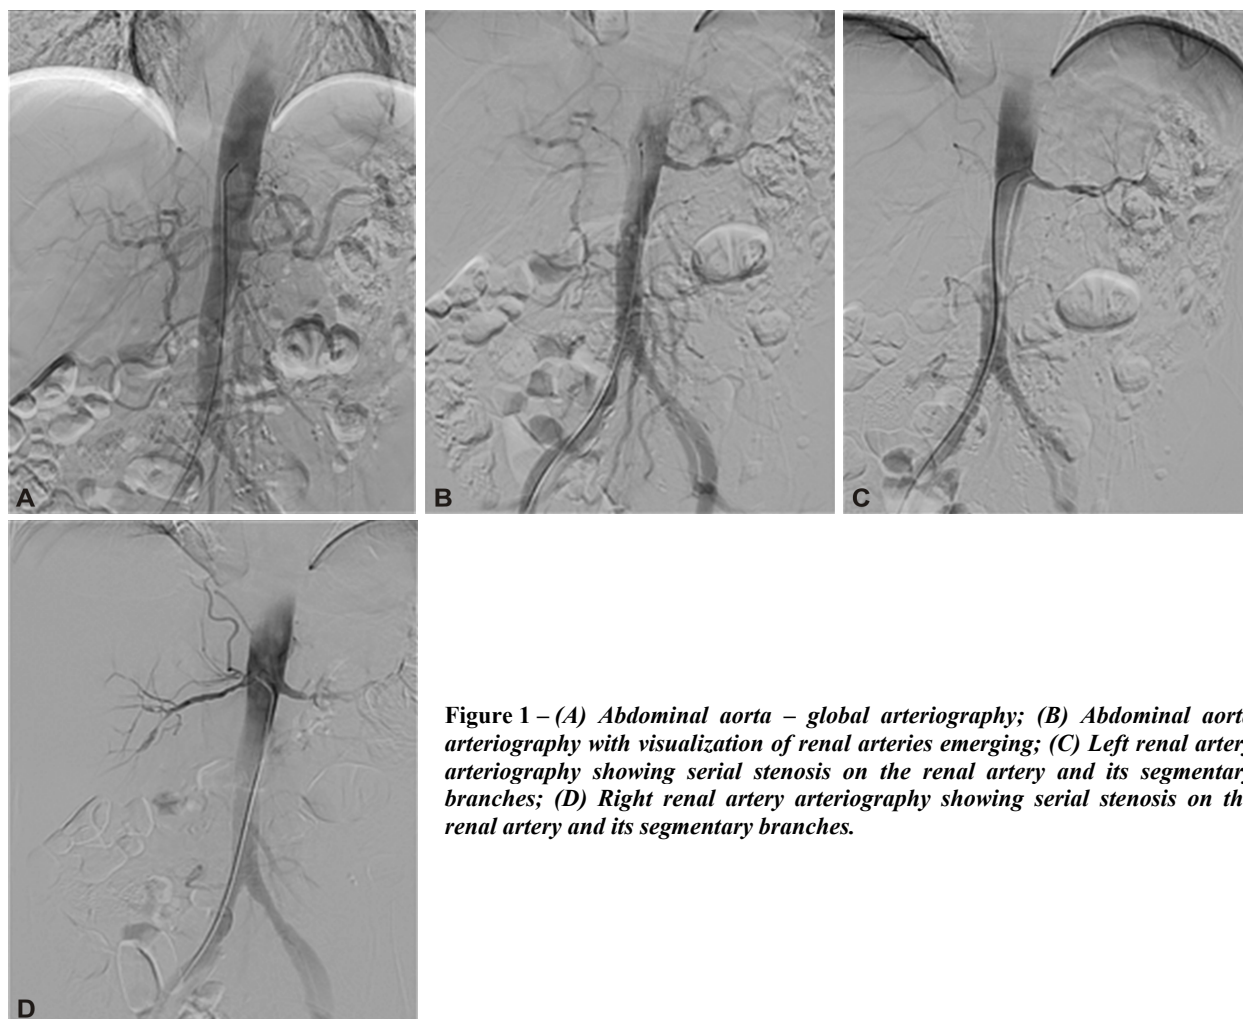 A
B
C
D
Figure 1 – (A) Abdominal aorta – global arteriography; (B) Abdominal aort
arteriography with visualization of renal arteries emerging; (C) Left renal artery
arteriography showing serial stenosis on the renal artery and its segmentary
branches; (D) Right renal artery arteriography showing serial stenosis on th
renal artery and its segmentary branches.